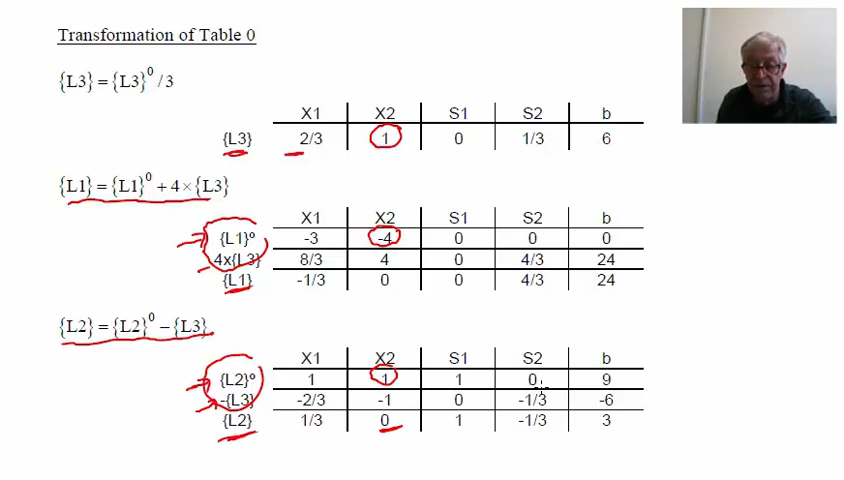 Transformation of Table 0
{L3} = {L3}⁰ / 3
X1 X2 S1 S2 b
{L3} 2/3 1 0 1/3 6
{L1} = {L1}⁰ + 4 × {L3}
X1 X2 S1 S2 b
{L1}º -3 -4 0 0 0
4x{L3} 8/3 4 0 4/3 24
{L1} -1/3 0 0 4/3 24
{L2} = {L2}⁰ − {L3}
X1 X2 S1 S2 b
{L2}º 1 1 1 0 9
-{L3} -2/3 -1 0 -1/3 -6
{L2} 1/3 0 1 -1/3 3